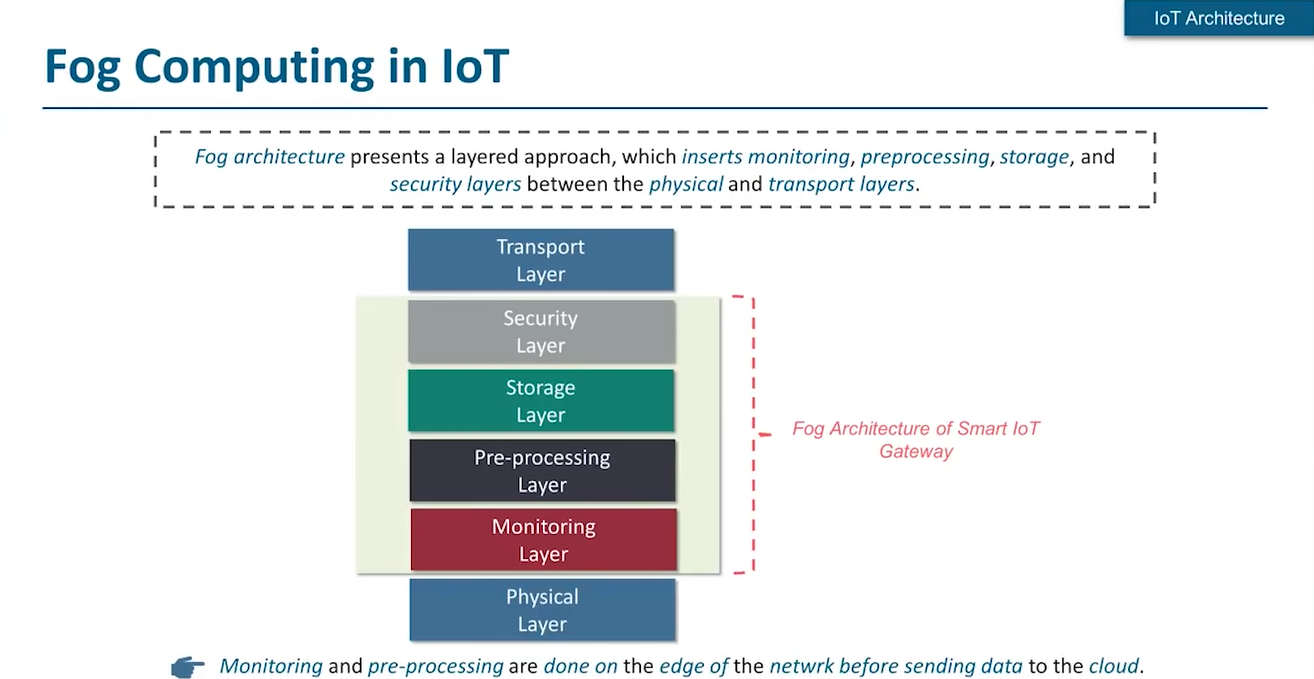 IoT Architecture
Fog Computing in IoT
Fog architecture presents a layered approach, which inserts monitoring, preprocessing, storage, and
security layers between the physical and transport layers.
Transport
Layer
Security
Layer
Storage
Layer
Pre-processing
Layer
Monitoring
Layer
Physical
Layer
Fog Architecture of Smart IoT
Gateway
Monitoring and pre-processing are done on the edge of the netwrk before sending data to the cloud.